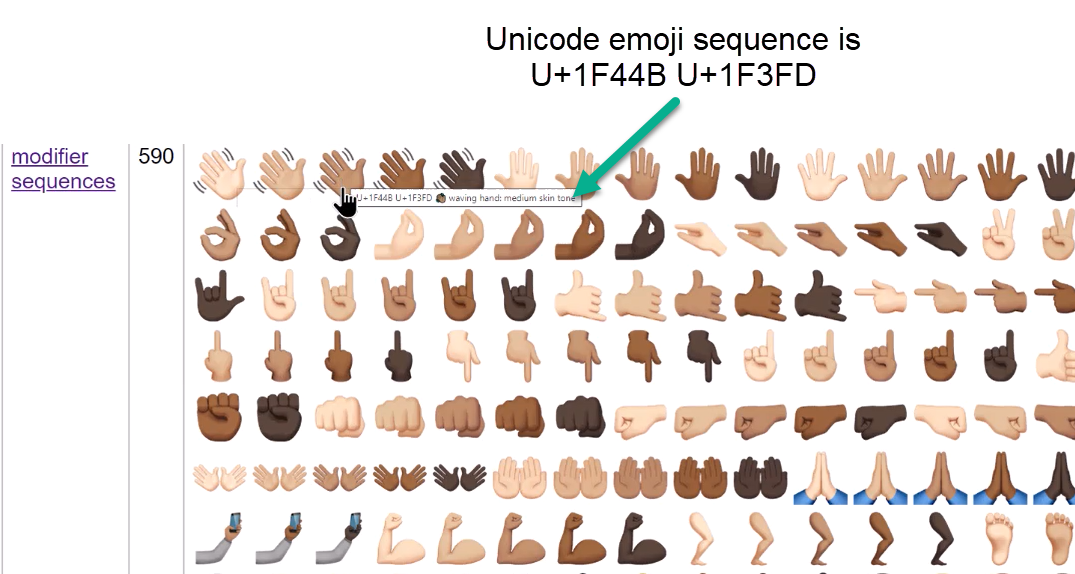 Unicode emoji sequence is
U+1F44B U+1F3FD
modifier
sequences
590
U+1F44B U+1F3FD 👋🏽 waving hand: medium skin tone